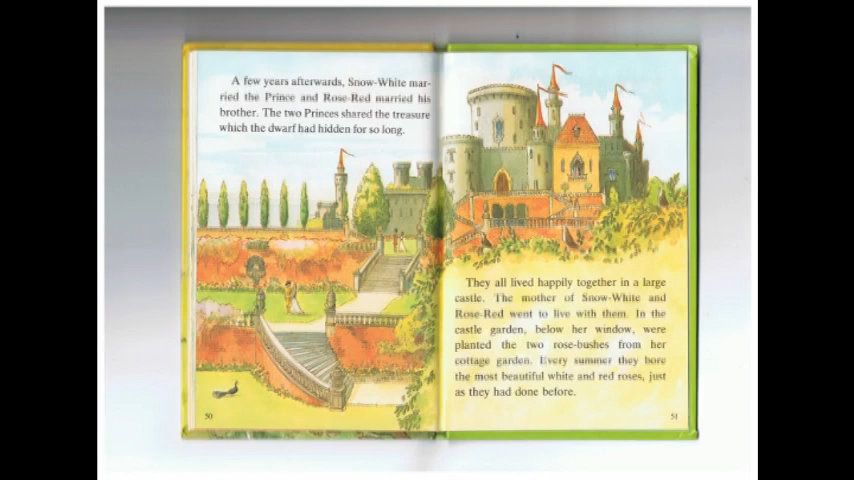 A few years afterwards, Snow-White mar-
ried the Prince and Rose-Red married his
brother. The two Princes shared the treasure
which the dwarf had hidden for so long.
50
They all lived happily together in a large
castle. The mother of Snow-White and
Rose-Red went to live with them. In the
castle garden, below her window, were
planted the two rose-bushes from her
cottage garden. Every summer they bore
the most beautiful white and red roses, just
as they had done before.
51